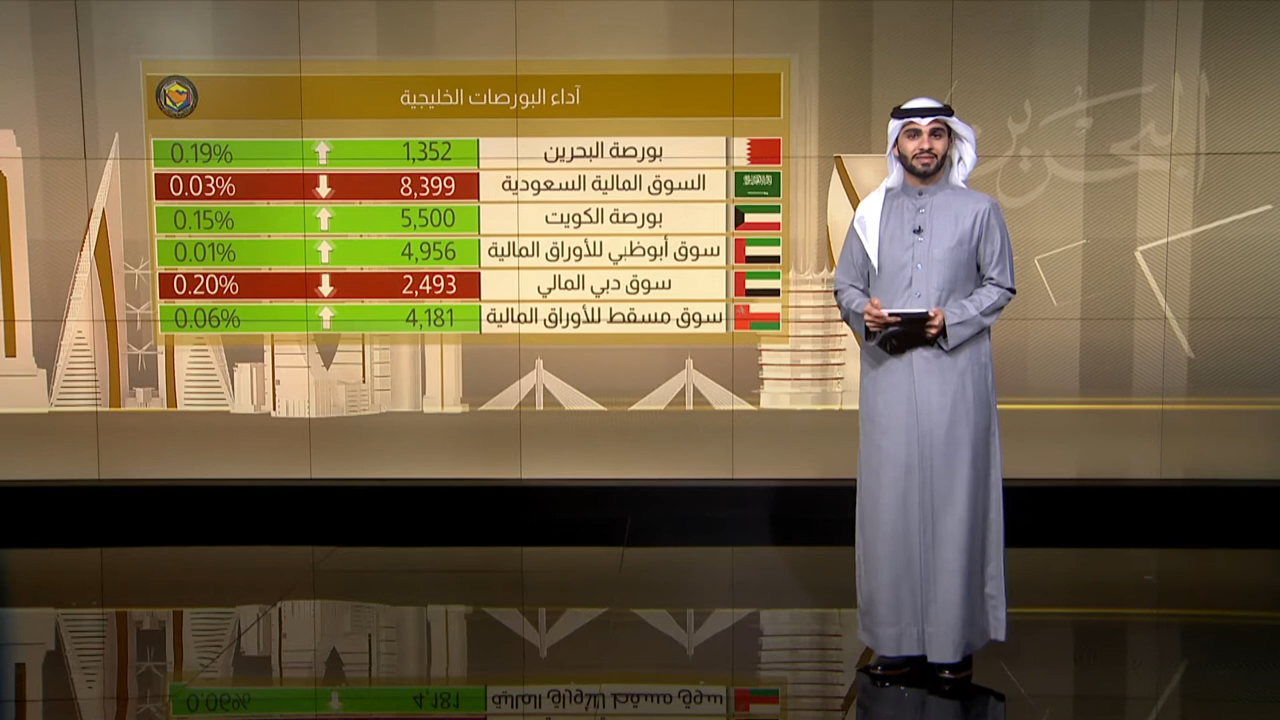 آداء البورصات الخليجية
بورصة البحرين 1,352 0.19%
السوق المالية السعودية 8,399 0.03%
بورصة الكويت 5,500 0.15%
سوق أبوظبي للأوراق المالية 4,956 0.01%
سوق دبي المالي 2,493 0.20%
سوق مسقط للأوراق المالية 4,181 0.06%
البحرين